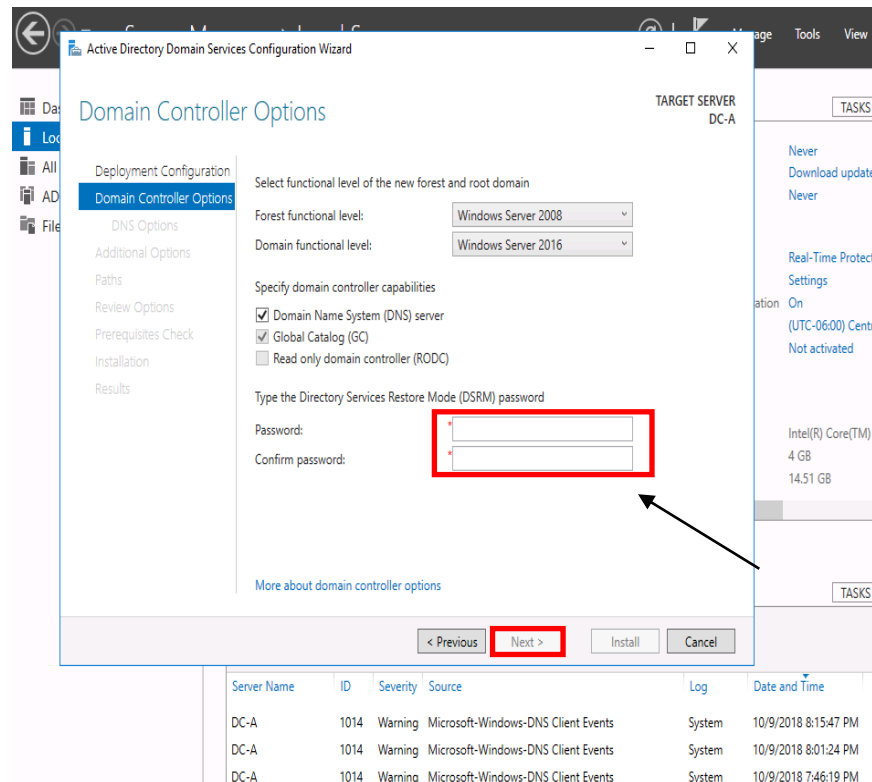 Manage Tools View
Active Directory Domain Services Configuration Wizard
Domain Controller Options
TARGET SERVER
DC-A
TASKS
Deployment Configuration
Domain Controller Options
DNS Options
Additional Options
Paths
Review Options
Prerequisites Check
Installation
Results
Select functional level of the new forest and root domain
Forest functional level: Windows Server 2008
Domain functional level: Windows Server 2016
Specify domain controller capabilities
Domain Name System (DNS) server
Global Catalog (GC)
Read only domain controller (RODC)
Type the Directory Services Restore Mode (DSRM) password
Password: *
Confirm password: *
More about domain controller options
< Previous Next > Install Cancel
All
AD
File
Never
Download update
Never
Real-Time Protect
Settings
On
(UTC-06:00) Centr
Not activated
Intel(R) Core(TM)
4 GB
14.51 GB
TASKS
Server Name ID Severity Source Log Date and Time
DC-A 1014 Warning Microsoft-Windows-DNS Client Events System 10/9/2018 8:15:47 PM
DC-A 1014 Warning Microsoft-Windows-DNS Client Events System 10/9/2018 8:01:24 PM
DC-A 1014 Warning Microsoft-Windows-DNS Client Events System 10/9/2018 7:46:19 PM